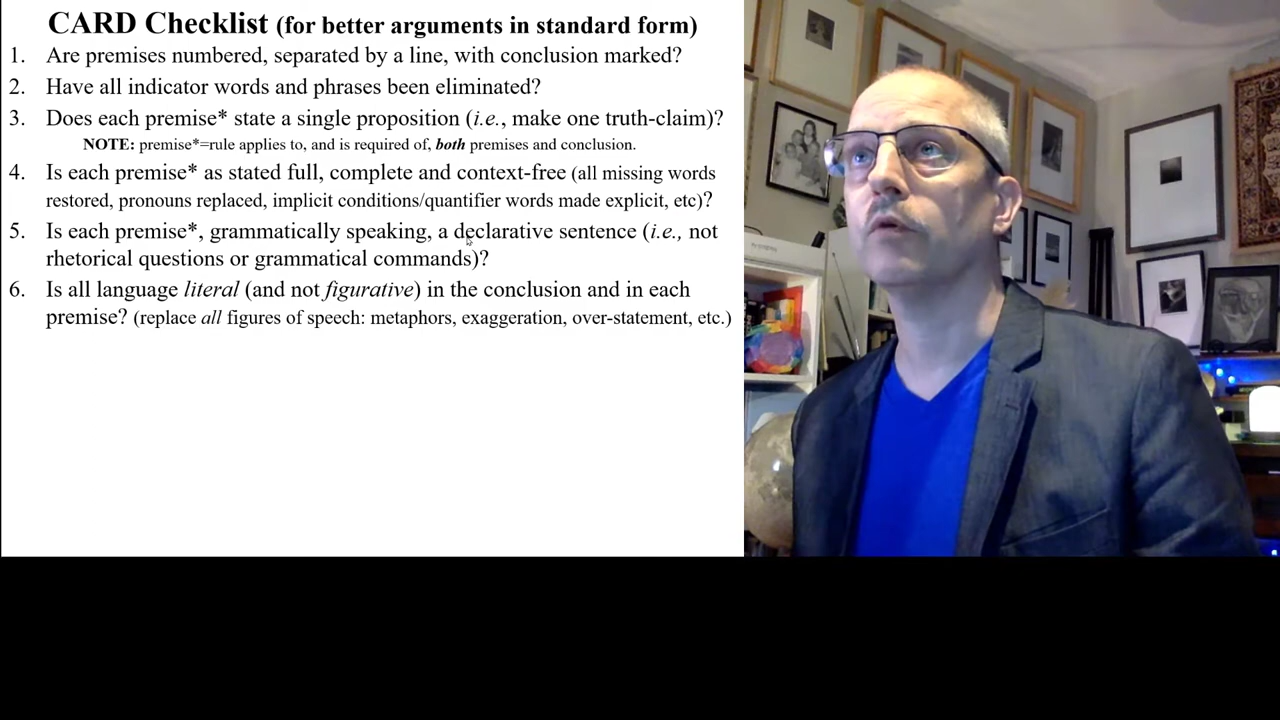 CARD Checklist (for better arguments in standard form)
1. Are premises numbered, separated by a line, with conclusion marked?
2. Have all indicator words and phrases been eliminated?
3. Does each premise* state a single proposition (i.e., make one truth-claim)?
NOTE: premise*=rule applies to, and is required of, both premises and conclusion.
4. Is each premise* as stated full, complete and context-free (all missing words
restored, pronouns replaced, implicit conditions/quantifier words made explicit, etc)?
5. Is each premise*, grammatically speaking, a declarative sentence (i.e., not
rhetorical questions or grammatical commands)?
6. Is all language literal (and not figurative) in the conclusion and in each
premise? (replace all figures of speech: metaphors, exaggeration, over-statement, etc.)